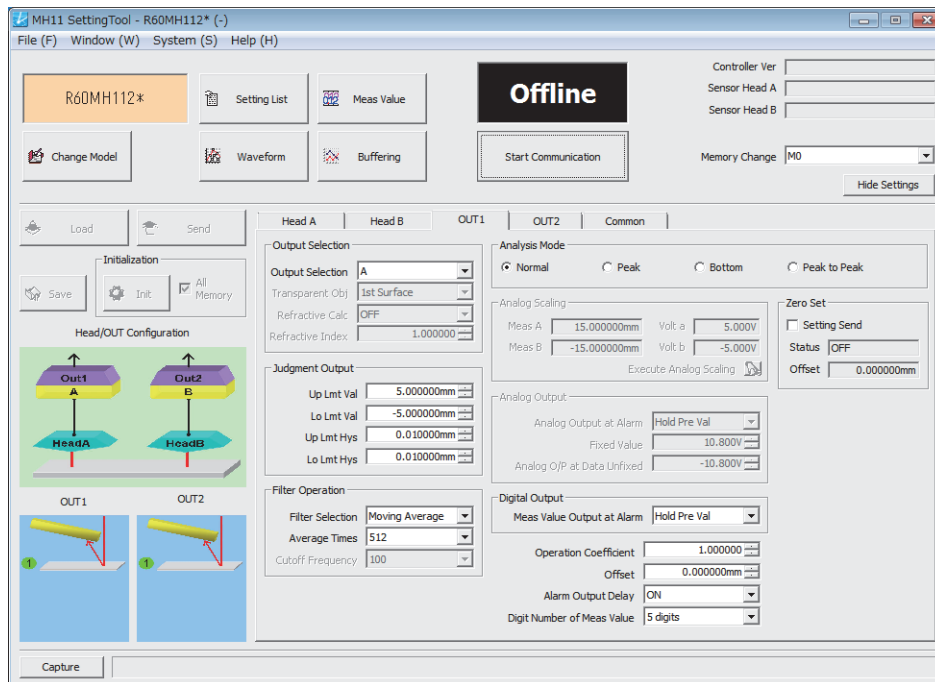 MH11 SettingTool - R60MH112* (-)
File (F) Window (W) System (S) Help (H)
R60MH112*
Setting List
Meas Value
Offline
Controller Ver
Sensor Head A
Sensor Head B
Change Model
Waveform
Buffering
Start Communication
Memory Change M0
Hide Settings
Load
Send
Initialization
Save
Init
All Memory
Head/OUT Configuration
Out1
A
HeadA
Out2
B
HeadB
OUT1
OUT2
1
1
Head A
Head B
OUT1
OUT2
Common
Output Selection
Output Selection A
Transparent Obj 1st Surface
Refractive Calc OFF
Refractive Index 1.000000
Judgment Output
Up Lmt Val 5.000000mm
Lo Lmt Val -5.000000mm
Up Lmt Hys 0.010000mm
Lo Lmt Hys 0.010000mm
Filter Operation
Filter Selection Moving Average
Average Times 512
Cutoff Frequency 100
Analysis Mode
Normal Peak Bottom Peak to Peak
Analog Scaling
Meas A 15.000000mm Volt a 5.000V
Meas B -15.000000mm Volt b -5.000V
Execute Analog Scaling
Zero Set
Setting Send
Status OFF
Offset 0.000000mm
Analog Output
Analog Output at Alarm Hold Pre Val
Fixed Value 10.800V
Analog O/P at Data Unfixed -10.800V
Digital Output
Meas Value Output at Alarm Hold Pre Val
Operation Coefficient 1.000000
Offset 0.000000mm
Alarm Output Delay ON
Digit Number of Meas Value 5 digits
Capture